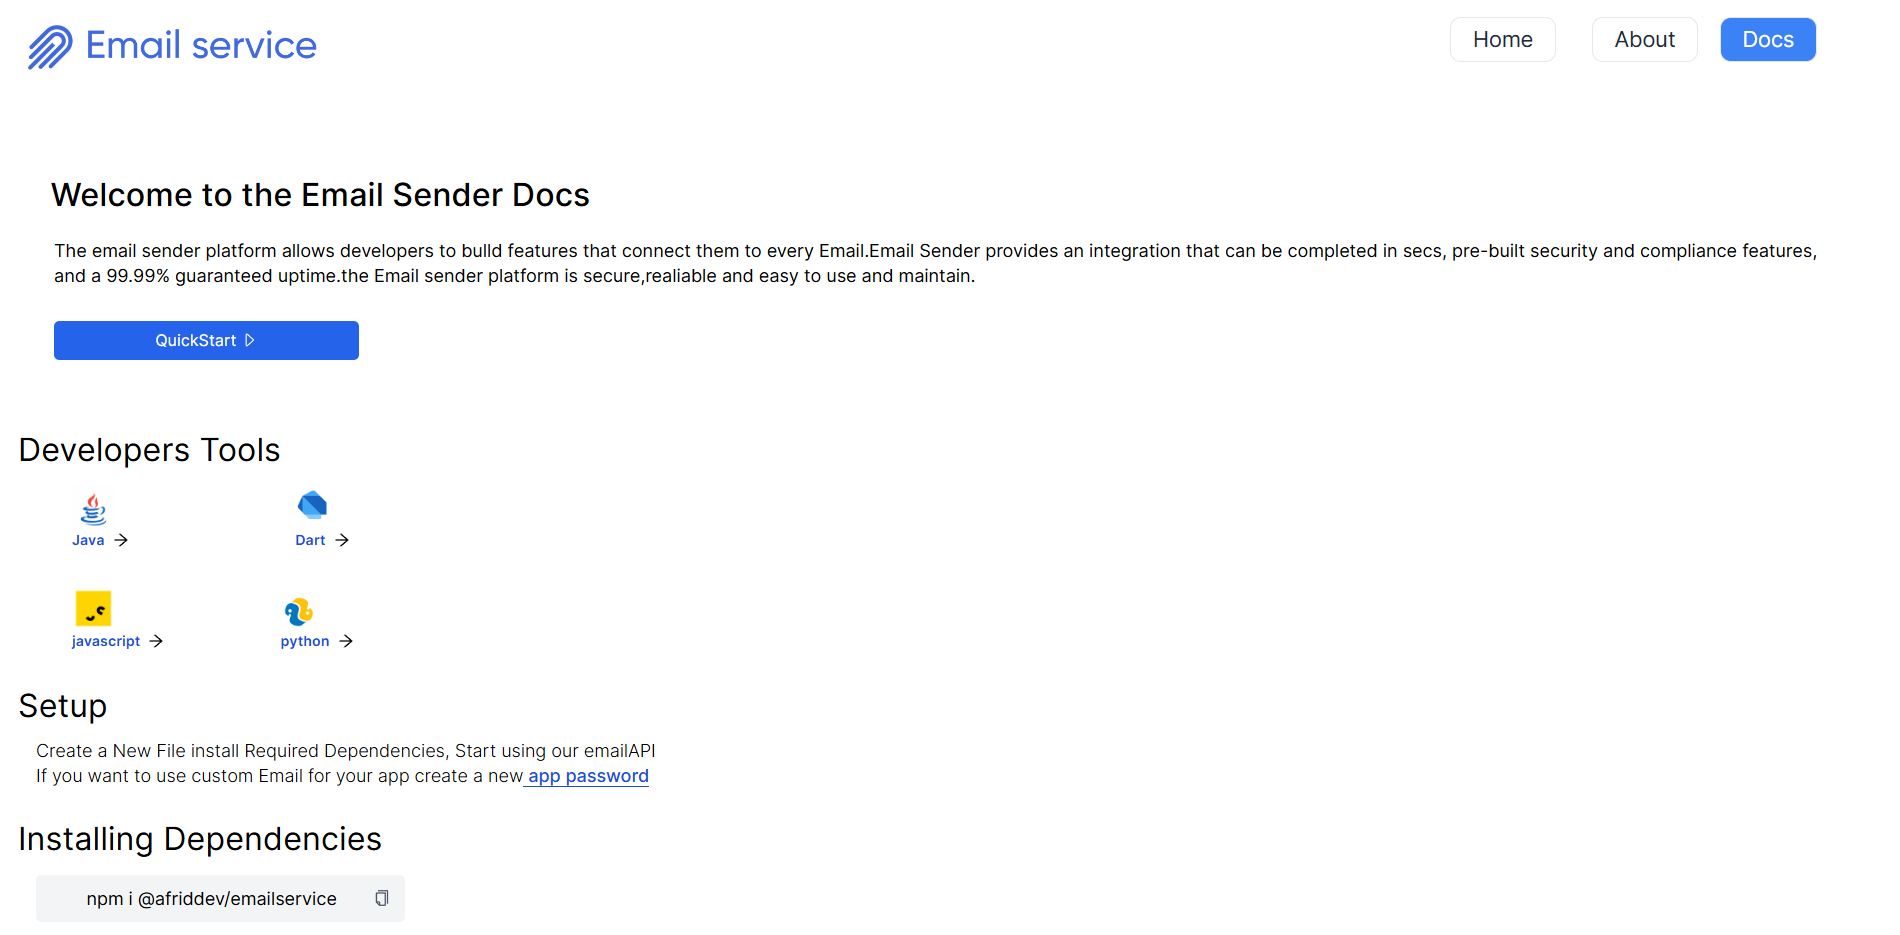 Email service
Home
About
Docs
Welcome to the Email Sender Docs
The email sender platform allows developers to bulld features that connect them to every Email.Email Sender provides an integration that can be completed in secs, pre-built security and compliance features,
and a 99.99% guaranteed uptime.the Email sender platform is secure,realiable and easy to use and maintain.
QuickStart
Developers Tools
Java
Dart
javascript
python
Setup
Create a New File install Required Dependencies, Start using our emailAPI
If you want to use custom Email for your app create a new app password
Installing Dependencies
npm i @afriddev/emailservice